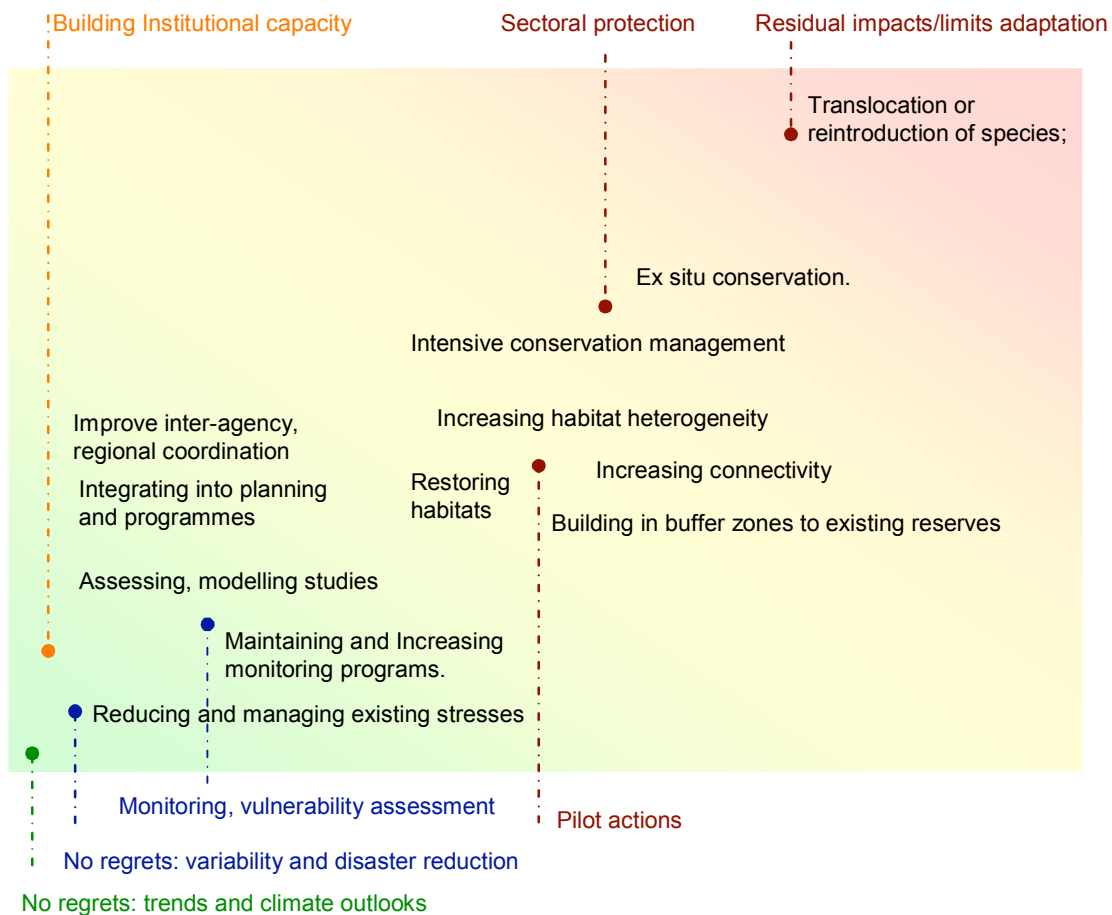 Building Institutional capacity
Sectoral protection
Residual impacts/limits adaptation
Translocation or
reintroduction of species;
Ex situ conservation.
Intensive conservation management
Improve inter-agency,
regional coordination
Increasing habitat heterogeneity
Integrating into planning
and programmes
Restoring
habitats
Increasing connectivity
Building in buffer zones to existing reserves
Assessing, modelling studies
Maintaining and Increasing
monitoring programs.
Reducing and managing existing stresses
Monitoring, vulnerability assessment
Pilot actions
No regrets: variability and disaster reduction
No regrets: trends and climate outlooks